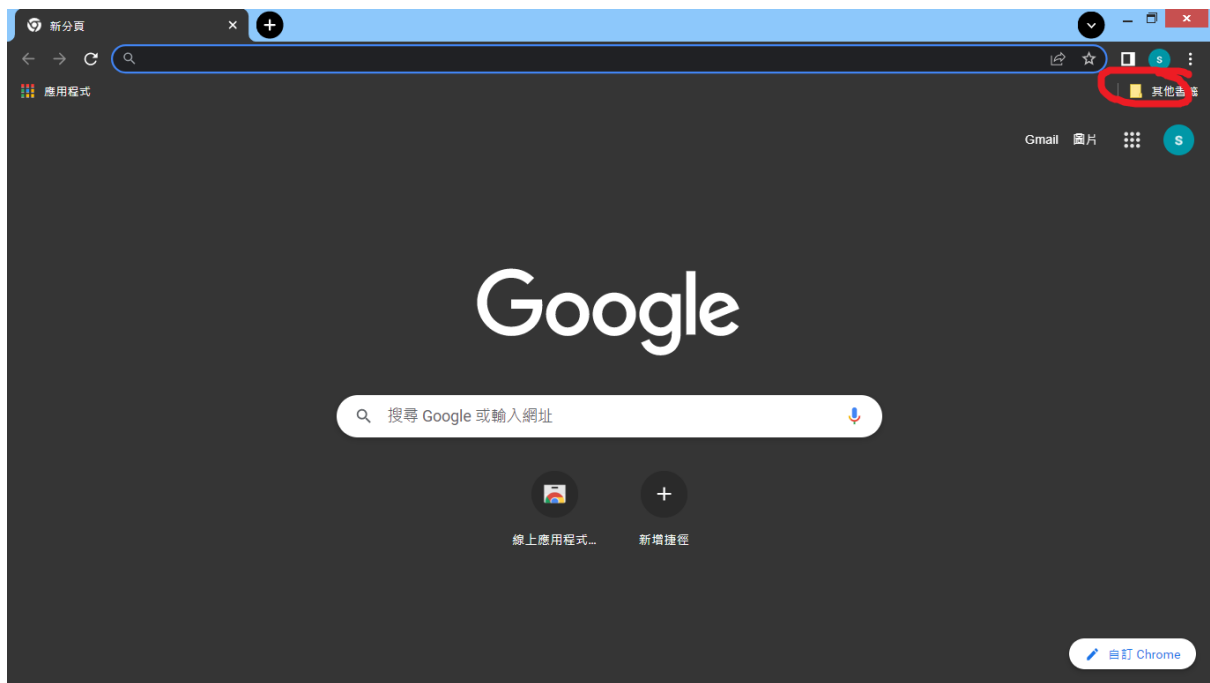 新分頁
應用程式
其他書籤
Gmail 圖片
S
S
Google
搜尋 Google 或輸入網址
線上應用程式...
新增捷徑
自訂 Chrome